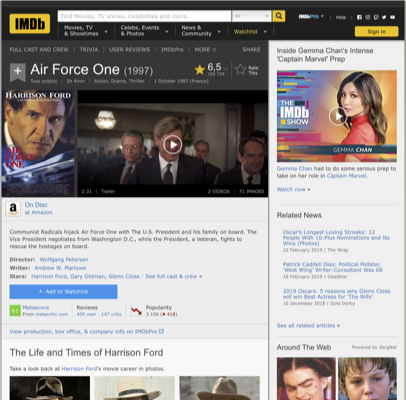 IMDb
Find Movies, TV shows, Celebrities and more...
All
IMDbPro
Help
Movies, TV & Showtimes
Celebs, Events & Photos
News & Community
Watchlist
Sign in
FULL CAST AND CREW | TRIVIA | USER REVIEWS | IMDbPro | MORE
SHARE
Air Force One (1997)
6,5
Rate This
Tous publics | 2h 4min | Action, Drama, Thriller | 1 October 1997 (France)
HARRISON FORD
AIR FORCE ONE
2:31 | Trailer
2 VIDEOS | 71 IMAGES
On Disc
at Amazon
Communist Radicals hijack Air Force One with The U.S. President and his family on board. The
Vice President negotiates from Washington D.C., while the President, a Veteran, fights to
rescue the hostages on board.
Director: Wolfgang Petersen
Writer: Andrew W. Marlowe
Stars: Harrison Ford, Gary Oldman, Glenn Close | See full cast & crew »
+ Add to Watchlist
61
Metascore
From metacritic.com
Reviews
400 user | 147 critic
Popularity
3 156 (418)
View production, box office, & company info on IMDbPro
The Life and Times of Harrison Ford
Take a look back at Harrison Ford's movie career in photos.
Inside Gemma Chan's Intense
'Captain Marvel' Prep
THE
IMDb
SHOW
GEMMA CHAN
Gemma Chan had to do some serious prep
to take on her role in Captain Marvel.
Watch now »
Related News
Oscar's Longest Losing Streaks: 12
People With 10-Plus Nominations and No
Wins (Photos)
22 February 2019 | The Wrap
Patrick Caddell Dies: Political Pollster,
'West Wing' Writer-Consultant Was 68
18 February 2019 | Deadline
2019 Oscars: 5 reasons why Glenn Close
will win Best Actress for 'The Wife'
16 December 2018 | Gold Derby
See all related articles »
Around The Web
Powered by ZergNet